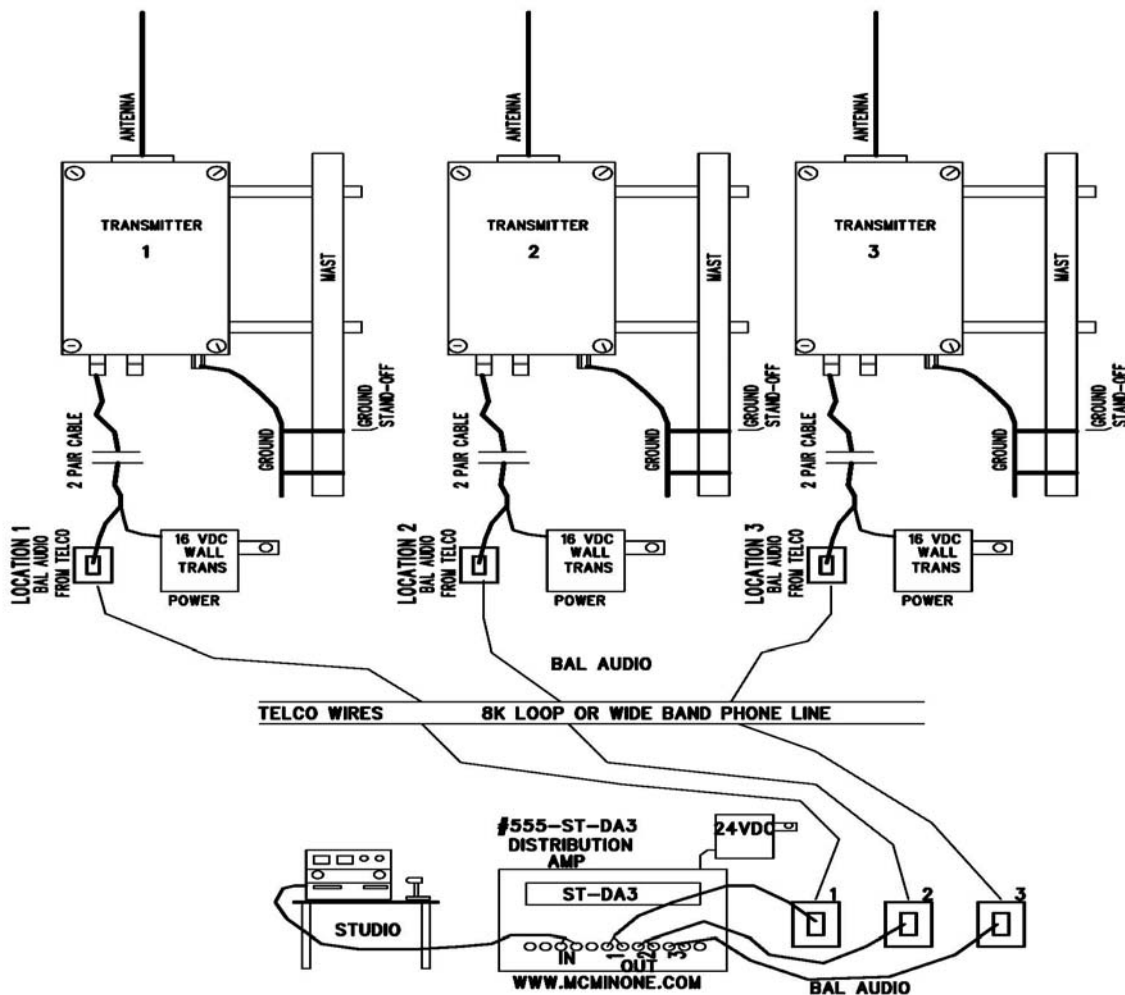 ANTENNA
ANTENNA
ANTENNA
TRANSMITTER
1
MAST
TRANSMITTER
2
MAST
TRANSMITTER
3
MAST
2 PAIR CABLE
GROUND
GROUND
STAND-OFF
2 PAIR CABLE
GROUND
GROUND
STAND-OFF
2 PAIR CABLE
GROUND
GROUND
STAND-OFF
LOCATION 1
BAL AUDIO
FROM TELCO
16 VDC
WALL
TRANS
POWER
LOCATION 2
BAL AUDIO
FROM TELCO
16 VDC
WALL
TRANS
POWER
LOCATION 3
BAL AUDIO
FROM TELCO
16 VDC
WALL
TRANS
POWER
BAL AUDIO
TELCO WIRES 8K LOOP OR WIDE BAND PHONE LINE
#555-ST-DA3
DISTRIBUTION
AMP
24VDC
ST-DA3
1
2
3
STUDIO
IN
1
2
3
OUT
WWW.MCMINONE.COM
BAL AUDIO